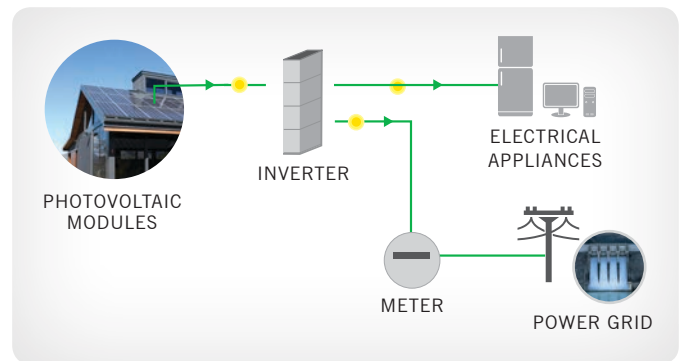 PHOTOVOLTAIC
MODULES
INVERTER
ELECTRICAL
APPLIANCES
METER
POWER GRID